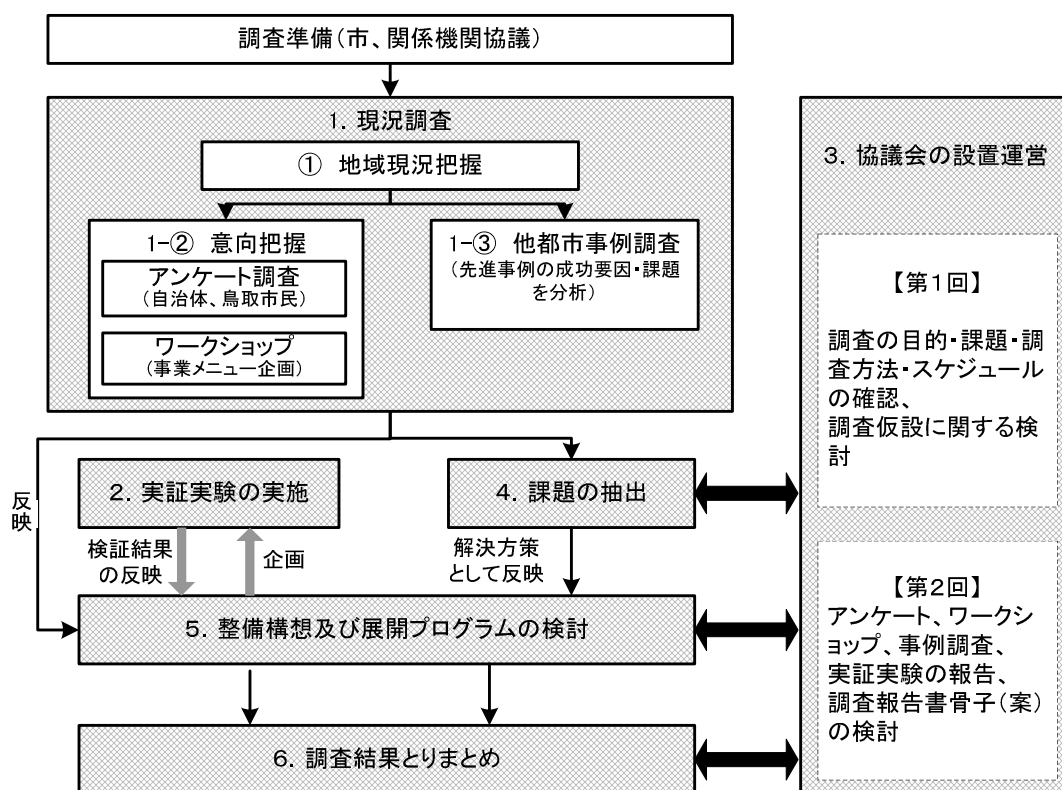 調査準備(市、関係機関協議)
1．現況調査
① 地域現況把握
1-② 意向把握
アンケート調査
(自治体、鳥取市民)
ワークショップ
(事業メニュー企画)
1-③ 他都市事例調査
(先進事例の成功要因・課題
を分析)
反映
2．実証実験の実施
4．課題の抽出
検証結果
の反映
企画
解決方策
として反映
5．整備構想及び展開プログラムの検討
6．調査結果とりまとめ
3．協議会の設置運営
【第1回】
調査の目的・課題・調
査方法・スケジュール
の確認、
調査仮設に関する検
討
【第2回】
アンケート、ワークシ
ョップ、事例調査、
実証実験の報告、
調査報告書骨子(案)
の検討